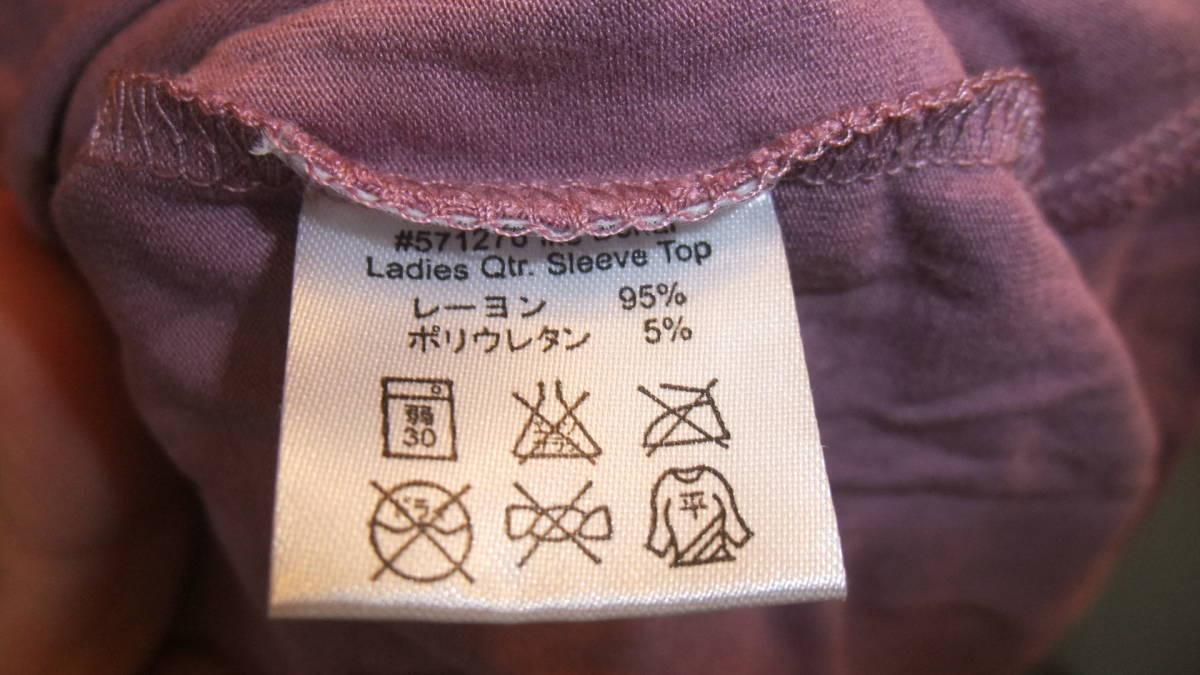 #571276
Ladies Qtr. Sleeve Top
レーヨン 95%
ポリウレタン 5%
弱
30
平